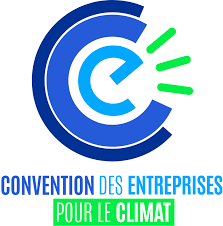 CONVENTION DES ENTREPRISES
POUR LE CLIMAT